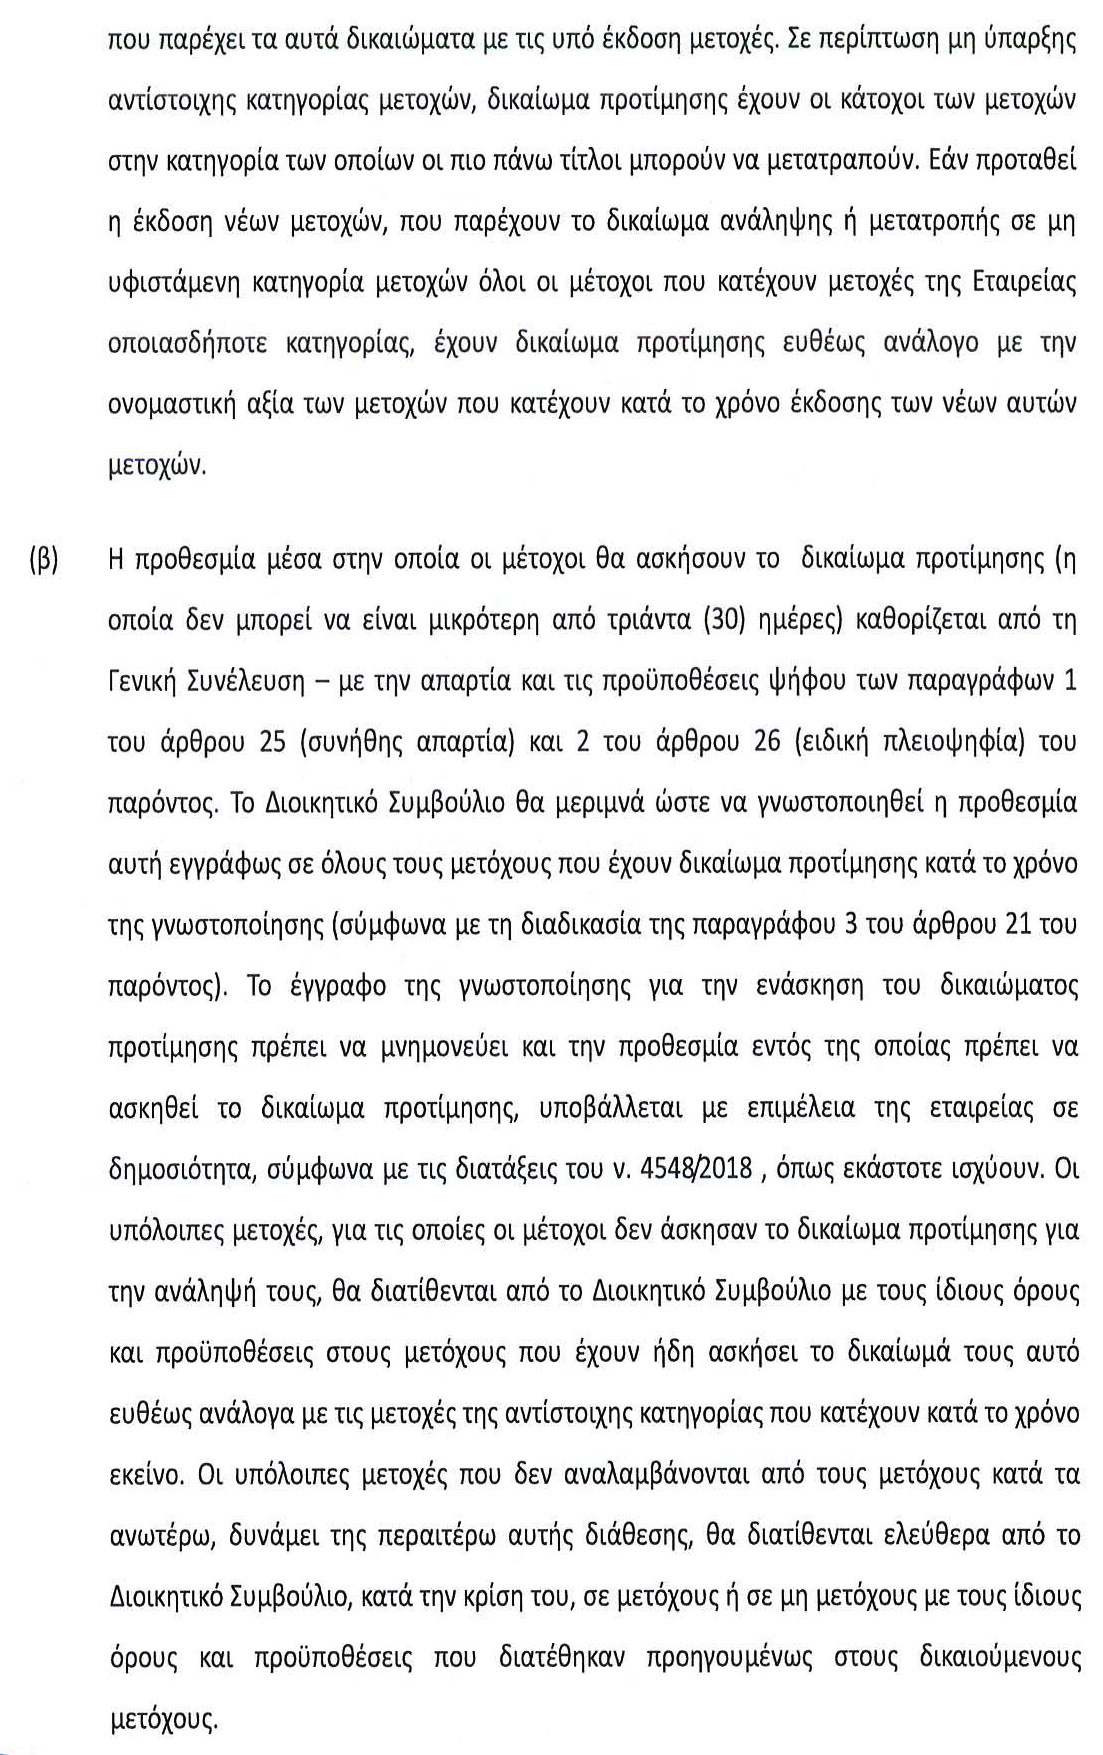 που παρέχει τα αυτά δικαιώματα με τις υπό έκδοση μετοχές. Σε περίπτωση μη ύπαρξης
αντίστοιχης κατηγορίας μετοχών, δικαίωμα προτίμησης έχουν οι κάτοχοι των μετοχών
στην κατηγορία των οποίων οι πιο πάνω τίτλοι μπορούν να μετατραπούν. Εάν προταθεί
η έκδοση νέων μετοχών, που παρέχουν το δικαίωμα ανάληψης ή μετατροπής σε μη
υφιστάμενη κατηγορία μετοχών όλοι οι μέτοχοι που κατέχουν μετοχές της Εταιρείας
οποιασδήποτε κατηγορίας, έχουν δικαίωμα προτίμησης ευθέως ανάλογο με την
ονομαστική αξία των μετοχών που κατέχουν κατά το χρόνο έκδοσης των νέων αυτών
μετοχών.
(β) Η προθεσμία μέσα στην οποία οι μέτοχοι θα ασκήσουν το δικαίωμα προτίμησης (η
οποία δεν μπορεί να είναι μικρότερη από τριάντα (30) ημέρες) καθορίζεται από τη
Γενική Συνέλευση – με την απαρτία και τις προϋποθέσεις ψήφου των παραγράφων 1
του άρθρου 25 (συνήθης απαρτία) και 2 του άρθρου 26 (ειδική πλειοψηφία) του
παρόντος. Το Διοικητικό Συμβούλιο θα μεριμνά ώστε να γνωστοποιηθεί η προθεσμία
αυτή εγγράφως σε όλους τους μετόχους που έχουν δικαίωμα προτίμησης κατά το χρόνο
της γνωστοποίησης (σύμφωνα με τη διαδικασία της παραγράφου 3 του άρθρου 21 του
παρόντος). Το έγγραφο της γνωστοποίησης για την ενάσκηση του δικαιώματος
προτίμησης πρέπει να μνημονεύει και την προθεσμία εντός της οποίας πρέπει να
ασκηθεί το δικαίωμα προτίμησης, υποβάλλεται με επιμέλεια της εταιρείας σε
δημοσιότητα, σύμφωνα με τις διατάξεις του ν. 4548/2018 , όπως εκάστοτε ισχύουν. Οι
υπόλοιπες μετοχές, για τις οποίες οι μέτοχοι δεν άσκησαν το δικαίωμα προτίμησης για
την ανάληψή τους, θα διατίθενται από το Διοικητικό Συμβούλιο με τους ίδιους όρους
και προϋποθέσεις στους μετόχους που έχουν ήδη ασκήσει το δικαίωμά τους αυτό
ευθέως ανάλογα με τις μετοχές της αντίστοιχης κατηγορίας που κατέχουν κατά το χρόνο
εκείνο. Οι υπόλοιπες μετοχές που δεν αναλαμβάνονται από τους μετόχους κατά τα
ανωτέρω, δυνάμει της περαιτέρω αυτής διάθεσης, θα διατίθενται ελεύθερα από το
Διοικητικό Συμβούλιο, κατά την κρίση του, σε μετόχους ή σε μη μετόχους με τους ίδιους
όρους και προϋποθέσεις που διατέθηκαν προηγουμένως στους δικαιούμενους
μετόχους.